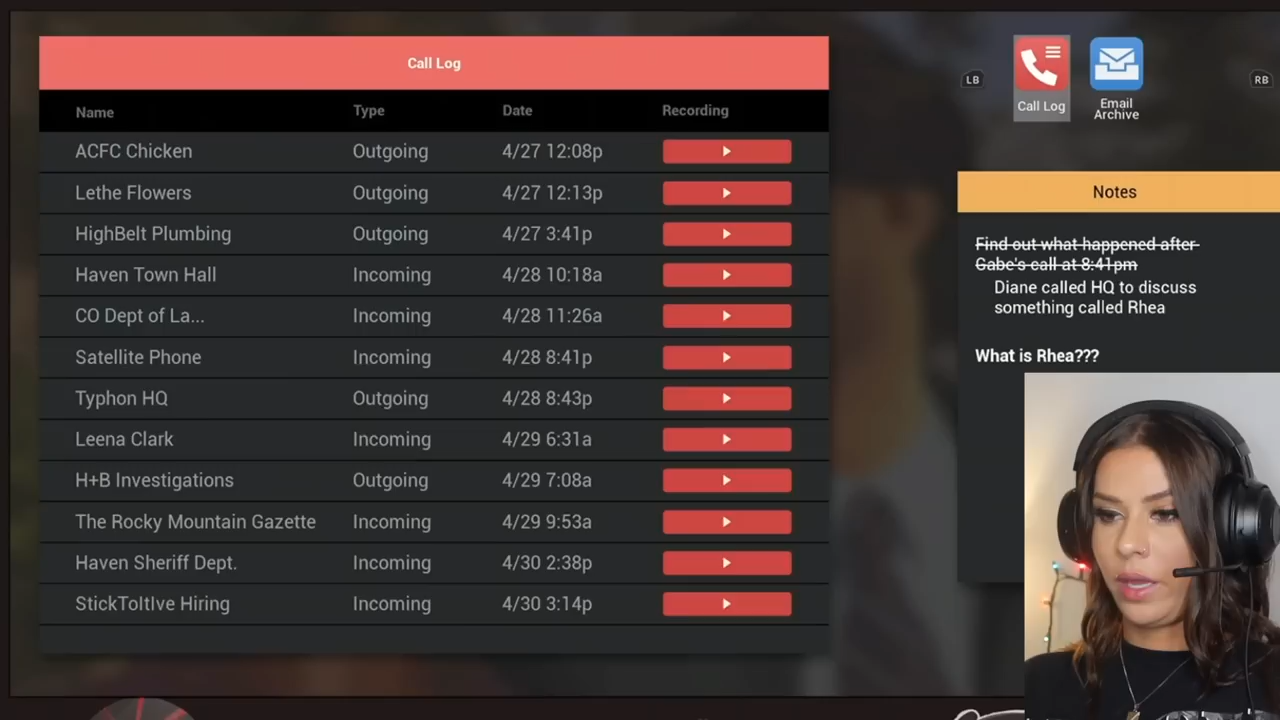 Call Log
Name Type Date Recording
ACFC Chicken Outgoing 4/27 12:08p
Lethe Flowers Outgoing 4/27 12:13p
HighBelt Plumbing Outgoing 4/27 3:41p
Haven Town Hall Incoming 4/28 10:18a
CO Dept of La... Incoming 4/28 11:26a
Satellite Phone Incoming 4/28 8:41p
Typhon HQ Outgoing 4/28 8:43p
Leena Clark Incoming 4/29 6:31a
H+B Investigations Outgoing 4/29 7:08a
The Rocky Mountain Gazette Incoming 4/29 9:53a
Haven Sheriff Dept. Incoming 4/30 2:38p
StickToItIve Hiring Incoming 4/30 3:14p
LB
Call Log
Email
Archive
RB
Notes
Find out what happened after
Gabe's call at 8:41pm
Diane called HQ to discuss
something called Rhea
What is Rhea???